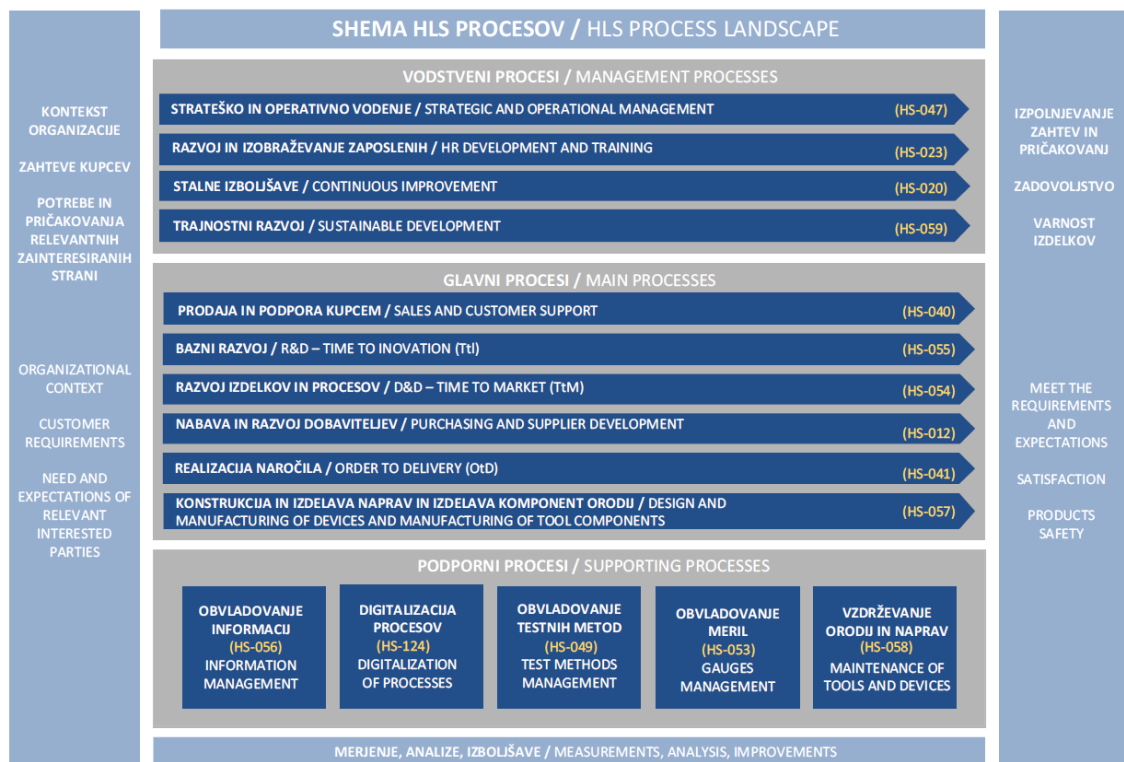 SHEMA HLS PROCESOV / HLS PROCESS LANDSCAPE
KONTEKST
ORGANIZACIJE
ZAHTEVE KUPCEV
POTREBE IN
PRIČAKOVANJA
RELEVANTNIH
ZAINTERESIRANIH
STRANI
ORGANIZATIONAL
CONTEXT
CUSTOMER
REQUIREMENTS
NEED AND
EXPECTATIONS OF
RELEVANT
INTERESTED
PARTIES
VODSTVENI PROCESI / MANAGEMENT PROCESSES
STRATEŠKO IN OPERATIVNO VODENJE / STRATEGIC AND OPERATIONAL MANAGEMENT (HS-047)
RAZVOJ IN IZOBRAŽEVANJE ZAPOSLENIH / HR DEVELOPMENT AND TRAINING (HS-023)
STALNE IZBOLJŠAVE / CONTINUOUS IMPROVEMENT (HS-020)
TRAJNOSTNI RAZVOJ / SUSTAINABLE DEVELOPMENT (HS-059)
GLAVNI PROCESI / MAIN PROCESSES
PRODAJA IN PODPORA KUPCEM / SALES AND CUSTOMER SUPPORT (HS-040)
BAZNI RAZVOJ / R&D – TIME TO INOVATION (TtI) (HS-055)
RAZVOJ IZDELKOV IN PROCESOV / D&D – TIME TO MARKET (TtM) (HS-054)
NABAVA IN RAZVOJ DOBAVITELJEV / PURCHASING AND SUPPLIER DEVELOPMENT (HS-012)
REALIZACIJA NAROČILA / ORDER TO DELIVERY (OtD) (HS-041)
KONSTRUKCIJA IN IZDELAVA NAPRAV IN IZDELAVA KOMPONENT ORODIJ / DESIGN AND
MANUFACTURING OF DEVICES AND MANUFACTURING OF TOOL COMPONENTS (HS-057)
PODPORNI PROCESI / SUPPORTING PROCESSES
OBVLADOVANJE
INFORMACIJ
(HS-056)
INFORMATION
MANAGEMENT
DIGITALIZACIJA
PROCESOV
(HS-124)
DIGITALIZATION
OF PROCESSES
OBVLADOVANJE
TESTNIH METOD
(HS-049)
TEST METHODS
MANAGEMENT
OBVLADOVANJE
MERIL
(HS-053)
GAUGES
MANAGEMENT
VZDRŽEVANJE
ORODIJ IN NAPRAV
(HS-058)
MAINTENANCE OF
TOOLS AND DEVICES
MERJENJE, ANALIZE, IZBOLJŠAVE / MEASUREMENTS, ANALYSIS, IMPROVEMENTS
IZPOLNJEVANJE
ZAHTEV IN
PRIČAKOVANJ
ZADOVOLJSTVO
VARNOST
IZDELKOV
MEET THE
REQUIREMENTS
AND
EXPECTATIONS
SATISFACTION
PRODUCTS
SAFETY